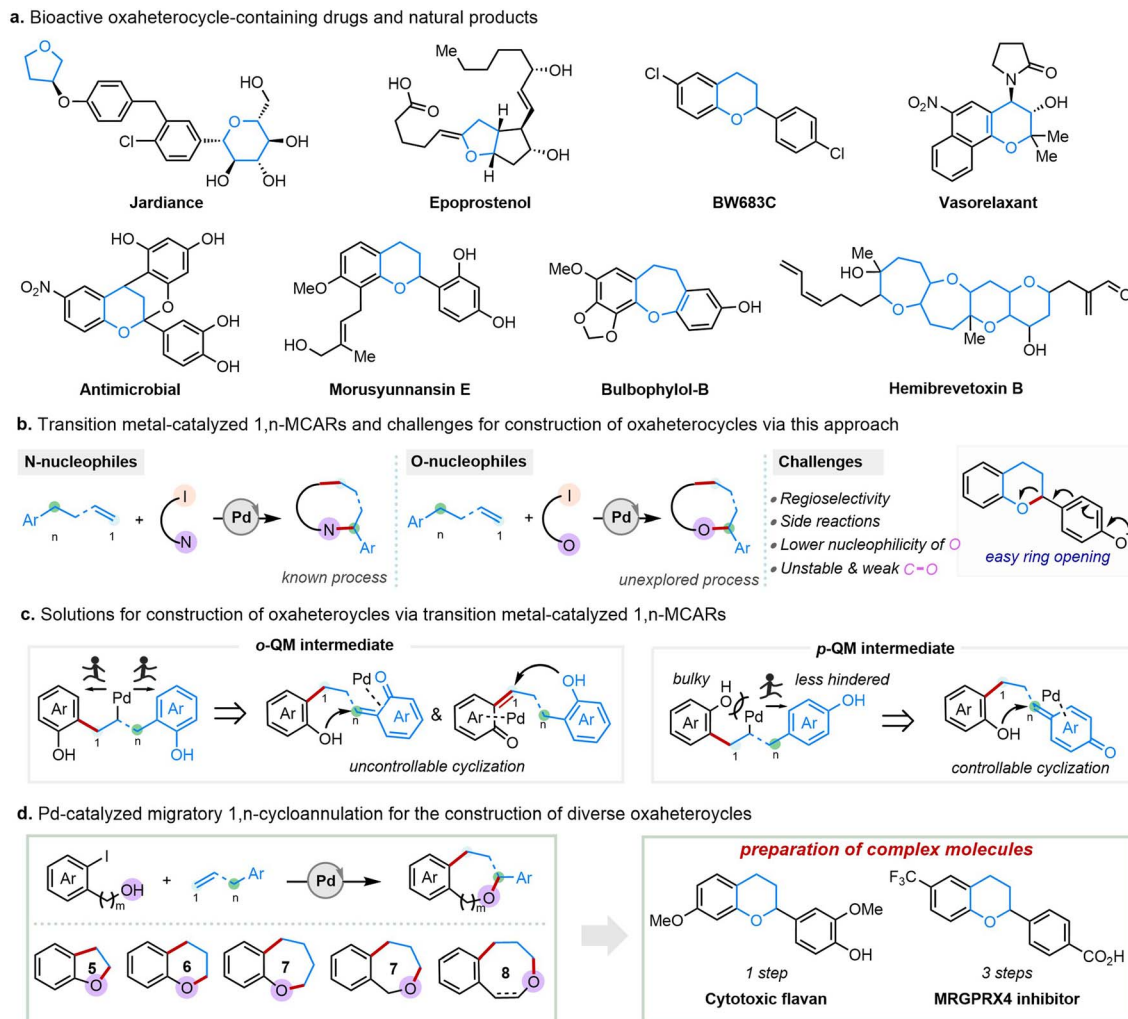 a. Bioactive oxaheterocycle-containing drugs and natural products
O
O
Cl
HO
O
OH
HO
OH
Jardiance
Me
OH
HO
O
H
O
H
OH
Epoprostenol
Cl
O
Cl
BW683C
N
O
O₂N
OH
O
Me
Me
Vasorelaxant
HO
OH
O₂N
O
O
OH
OH
Antimicrobial
MeO
O
OH
OH
HO
Me
Morusyunnansin E
MeO
O
O
O
OH
Bulbophylol-B
Me
HO
O
O
O
O
Me
OH
O
Hemibrevetoxin B
b. Transition metal-catalyzed 1,n-MCARs and challenges for construction of oxaheterocycles via this approach
N-nucleophiles
Ar
n
1
+
I
N
Pd
N
Ar
known process
O-nucleophiles
Ar
n
1
+
I
O
Pd
O
Ar
unexplored process
Challenges
• Regioselectivity
• Side reactions
• Lower nucleophilicity of O
• Unstable & weak C–O
O
O
easy ring opening
c. Solutions for construction of oxaheteroycles via transition metal-catalyzed 1,n-MCARs
o-QM intermediate
Pd
Ar
Ar
1
n
OH
OH
Pd
O
1
n
Ar
Ar
OH
&
OH
1
Ar
Pd
n
Ar
O
uncontrollable cyclization
p-QM intermediate
bulky
H
O
less hindered
OH
Pd
Ar
Ar
1
n
Pd
1
n
Ar
Ar
OH
O
controllable cyclization
d. Pd-catalyzed migratory 1,n-cycloannulation for the construction of diverse oxaheteroycles
I
Ar
OH
m
+
Ar
1
n
Pd
Ar
O
Ar
m
5
O
6
O
7
O
7
O
8
O
preparation of complex molecules
MeO
O
OMe
OH
1 step
Cytotoxic flavan
F₃C
O
CO₂H
3 steps
MRGPRX4 inhibitor